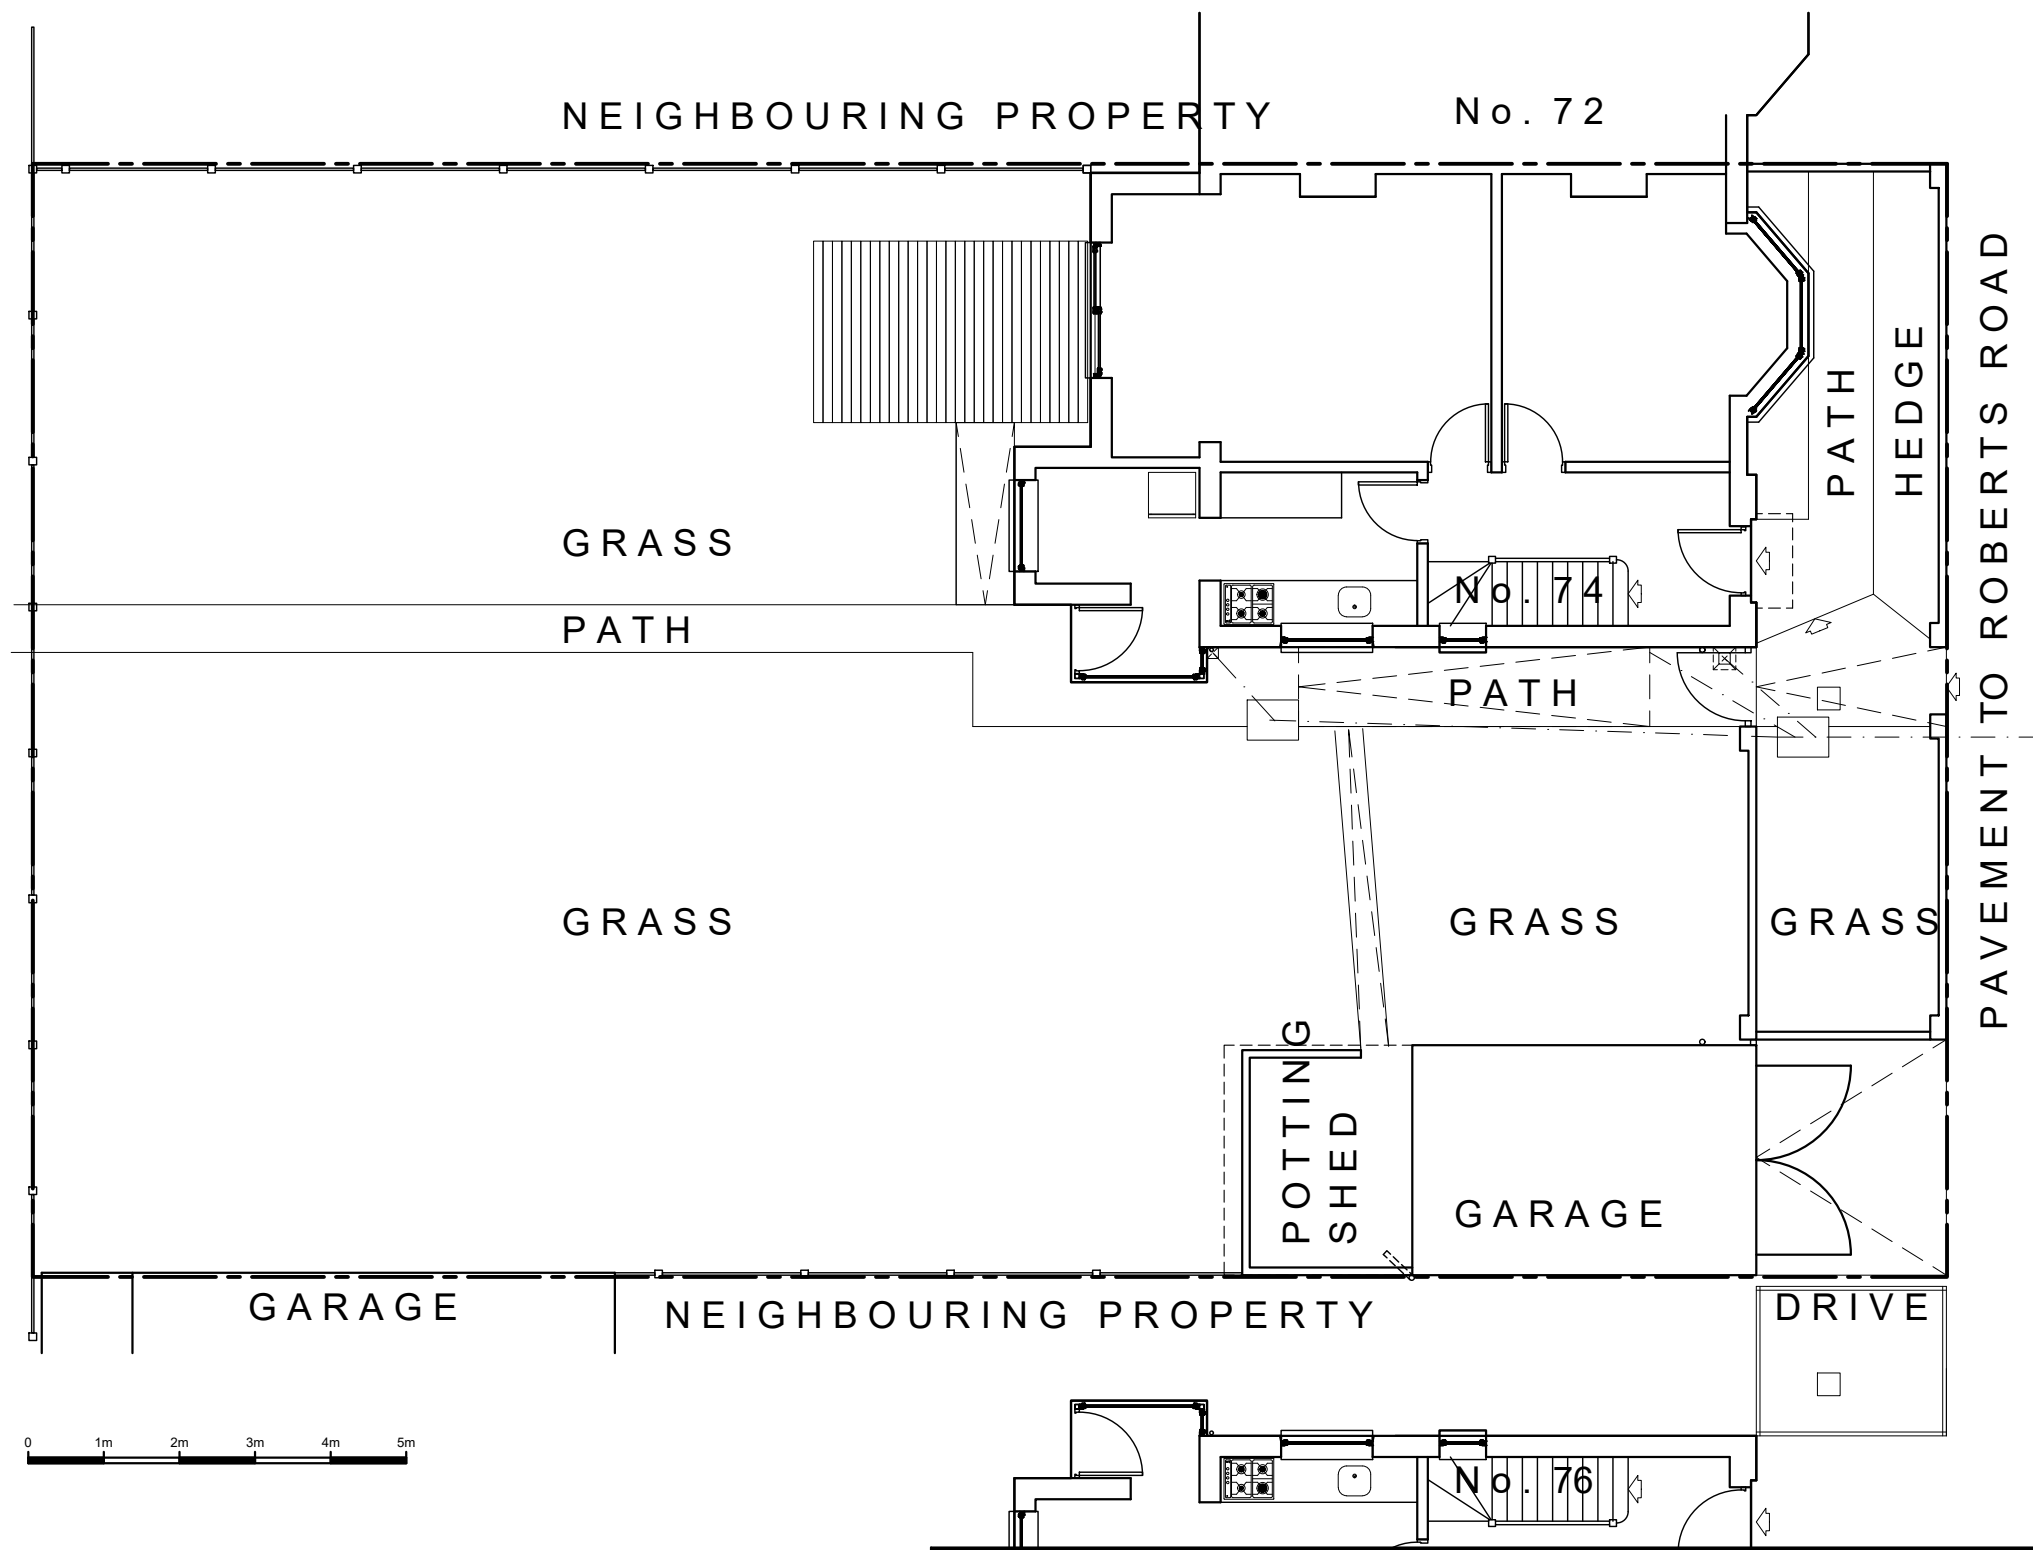 NEIGHBOURING PROPERTY
No. 72
PATH
HEDGE
PAVEMENT TO ROBERTS ROAD
GRASS
No. 74
PATH
PATH
GRASS
GRASS
GRASS
POTTING
SHED
GARAGE
GARAGE
NEIGHBOURING PROPERTY
DRIVE
0 1m 2m 3m 4m 5m
No. 76